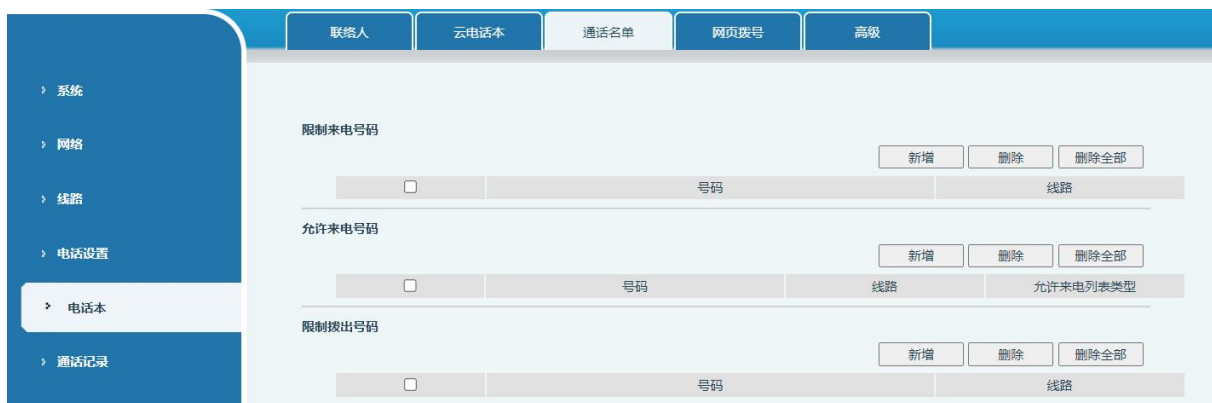 联络人 云电话本 通话名单 网页拨号 高级
系统
网络
线路
电话设置
电话本
通话记录
限制来电号码
新增 删除 删除全部
号码 线路
允许来电号码
新增 删除 删除全部
号码 线路 允许来电列表类型
限制拨出号码
新增 删除 删除全部
号码 线路